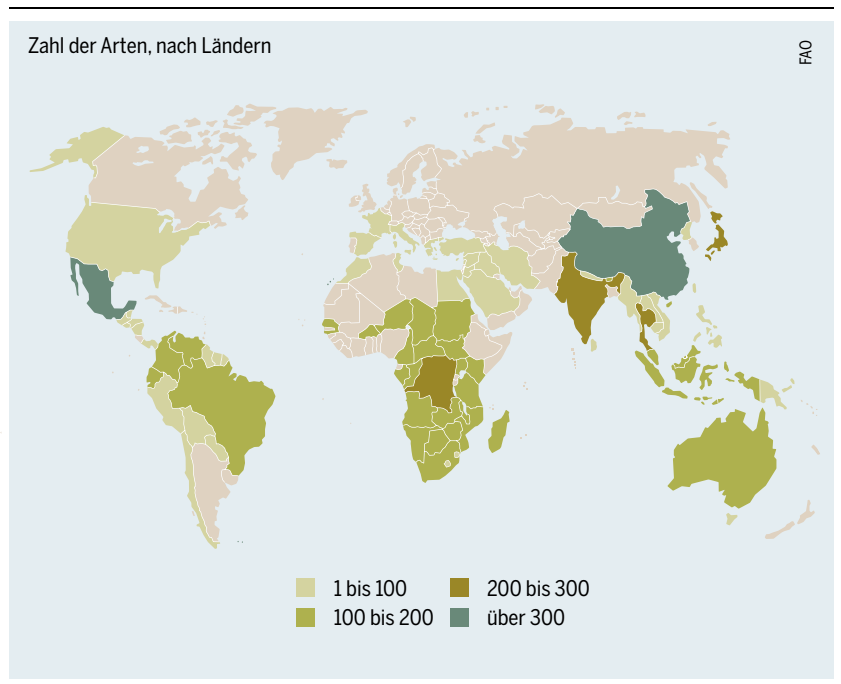 Zahl der Arten, nach Ländern
FAO
1 bis 100
200 bis 300
100 bis 200
über 300